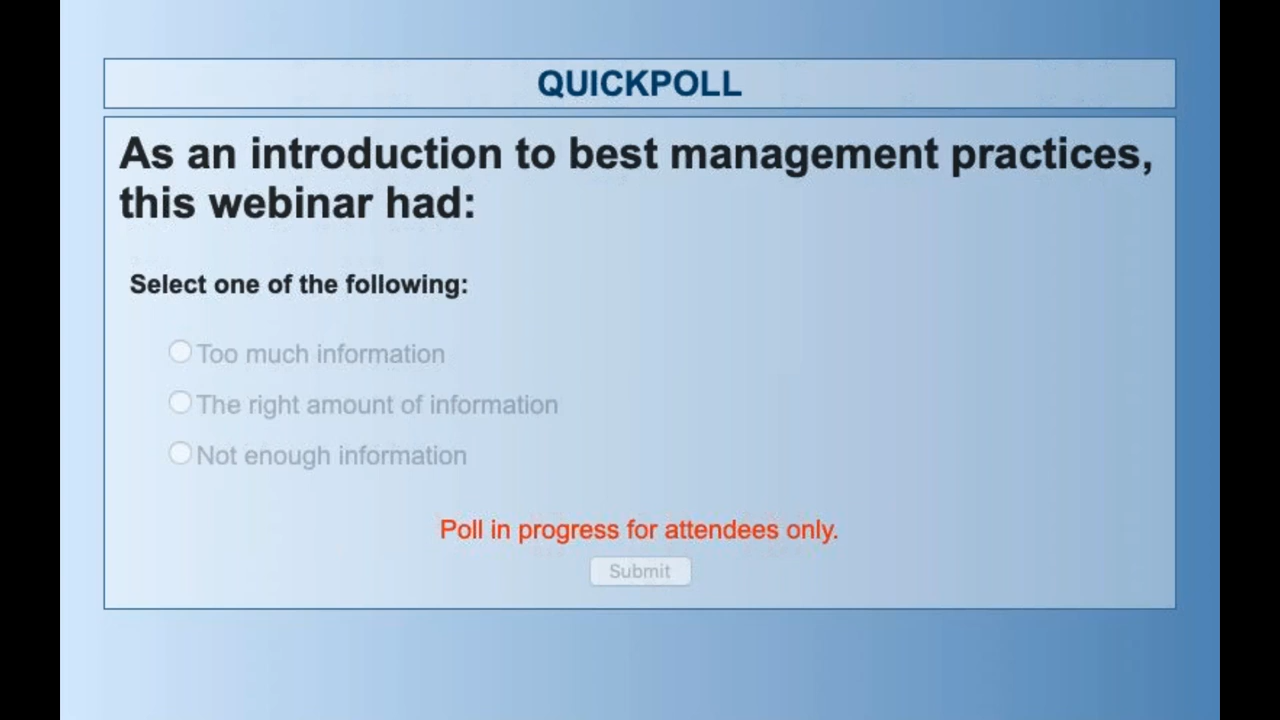 QUICKPOLL
As an introduction to best management practices,
this webinar had:
Select one of the following:
Too much information
The right amount of information
Not enough information
Poll in progress for attendees only.
Submit